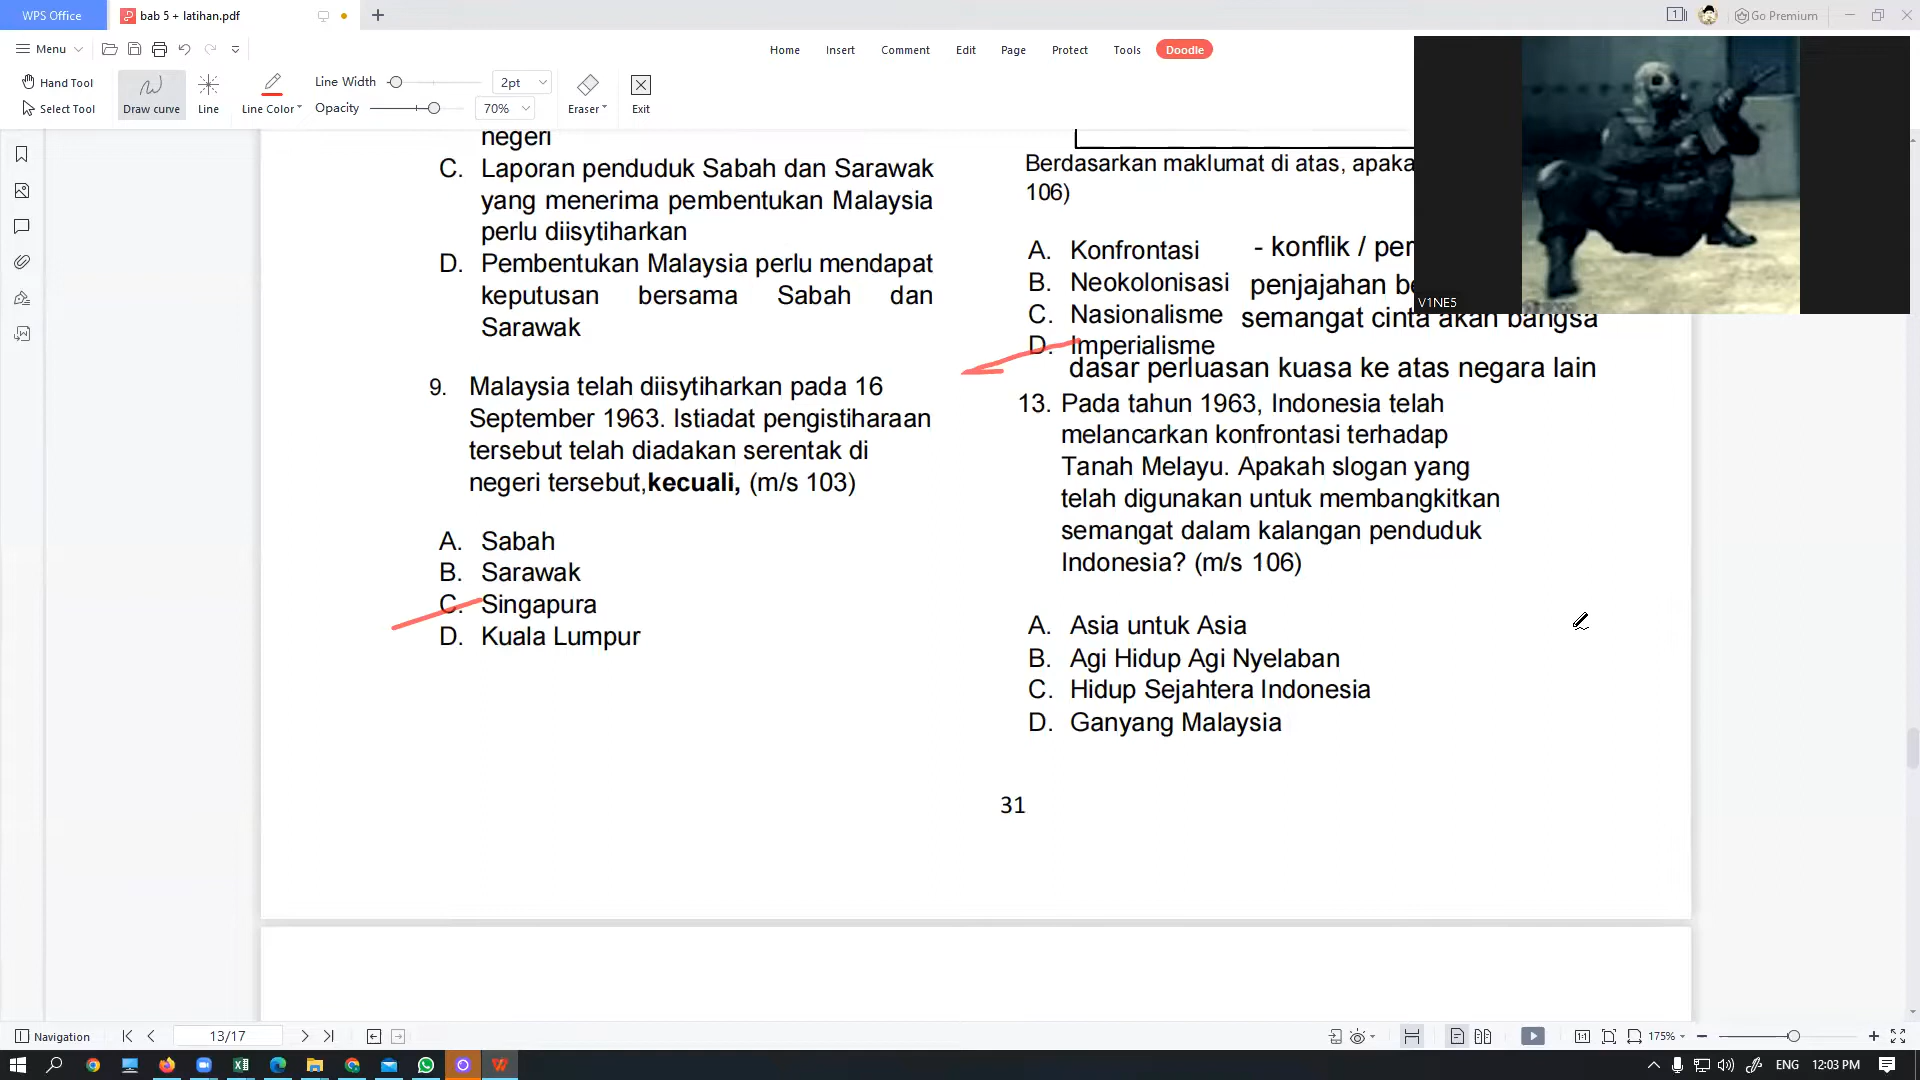 WPS Office
bab 5 + latihan.pdf
1
Go Premium
Menu
Home
Insert
Comment
Edit
Page
Protect
Tools
Doodle
Hand Tool
Select Tool
Draw curve
Line
Line Color
Line Width
2pt
Opacity
70%
Eraser
Exit
negeri
C. Laporan penduduk Sabah dan Sarawak
yang menerima pembentukan Malaysia
perlu diisytiharkan
D. Pembentukan Malaysia perlu mendapat
keputusan bersama Sabah dan
Sarawak
9. Malaysia telah diisytiharkan pada 16
September 1963. Istiadat pengistiharaan
tersebut telah diadakan serentak di
negeri tersebut,kecuali, (m/s 103)
A. Sabah
B. Sarawak
C. Singapura
D. Kuala Lumpur
Berdasarkan maklumat di atas,
106)
A. Konfrontasi - konflik /
B. Neokolonisasi penjajahan
C. Nasionalisme semangat cinta akan bangsa
D. Imperialisme
dasar perluasan kuasa ke atas negara lain
13. Pada tahun 1963, Indonesia telah
melancarkan konfrontasi terhadap
Tanah Melayu. Apakah slogan yang
telah digunakan untuk membangkitkan
semangat dalam kalangan penduduk
Indonesia? (m/s 106)
A. Asia untuk Asia
B. Agi Hidup Agi Nyelaban
C. Hidup Sejahtera Indonesia
D. Ganyang Malaysia
31
V1NE5
Navigation
13/17
175%
ENG
12:03 PM